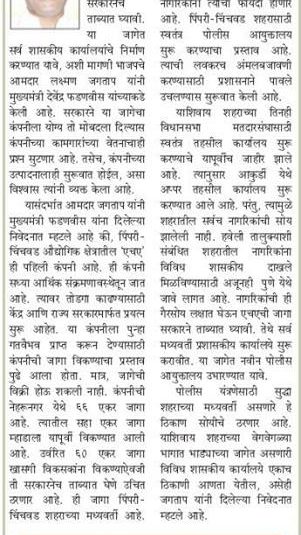 सरकारनेच
ताब्यात घ्यावी.
या जागेत
सर्व शासकीय कार्यालयांचे निर्माण
करण्यात यावे, अशी मागणी भाजपचे
आमदार लक्ष्मण जगताप यांनी
मुख्यमंत्री देवेंद्र फडणवीस यांच्याकडे
केली आहे. सरकारने या जागेचा
कंपनीला योग्य तो मोबदला दिल्यास
कंपनीच्या कामगारांच्या वेतनाचाही
प्रश्न सुटणार आहे. तसेच, कंपनीच्या
उत्पादनालाही सुरूवात होईल, असा
विश्वास त्यांनी व्यक्त केला आहे.
यासंदर्भात आमदार जगताप यांनी
मुख्यमंत्री फडणवीस यांना दिलेल्या
निवेदनात म्हटले आहे की, पिंपरी-
चिंचवड औद्योगिक क्षेत्रातील 'एचए'
ही पहिली कंपनी आहे. ही कंपनी
सध्या आर्थिक संक्रमणावस्थेतून जात
आहे. त्यावर तोडगा काढण्यासाठी
केंद्र आणि राज्य सरकारमार्फत प्रयत्न
सुरू आहेत. या कंपनीला पुन्हा
गतवैभव प्राप्त करून देण्यासाठी
कंपनीची जागा विकण्याचा प्रस्ताव
पुढे आला होता. मात्र, जागेची
विक्री होऊ शकली नाही. कंपनीची
नेहरूनगर येथे ६६ एकर जागा
आहे. त्यातील सहा एकर जागा
म्हाडाला यापूर्वी विकण्यात आली
आहे. उर्वरित ६० एकर जागा
खासगी विकसकांना विकण्याऐवजी
ती सरकारनेच ताब्यात घेणे उचित
ठरणार आहे. ही जागा पिंपरी-
चिंचवड शहराच्या मध्यवर्ती आहे.
नागरिकांना त्याचा फायदा होणार
आहे. पिंपरी-चिंचवड शहरासाठी
स्वतंत्र पोलीस आयुक्तालय
सुरू करण्याचा प्रस्ताव आहे.
त्याची लवकरच अंमलबजावणी
करण्यासाठी प्रशासनाने पावले
उचलण्यास सुरूवात केली आहे.
याशिवाय शहराच्या तिन्ही
विधानसभा मतदारसंघासाठी
स्वतंत्र तहसील कार्यालय सुरू
करण्याचे यापूर्वीच जाहीर झाले
आहे. त्यानुसार आकुर्डी येथे
अप्पर तहसील कार्यालय सुरू
करण्यात आले आहे. परंतु, त्यामुळे
शहरातील सर्वच नागरिकांची सोय
झालेली नाही. हवेली तालुक्याशी
संबंधित शहरातील नागरिकांना
विविध शासकीय दाखले
मिळविण्यासाठी अजूनही पुणे येथे
जावे लागत आहे. नागरिकांची ही
गैरसोय लक्षात घेऊन एचएची जागा
सरकारने ताब्यात घ्यावी. तेथे सर्व
मध्यवर्ती प्रशासकीय कार्यालये सुरू
करावीत. या जागेत नवीन पोलीस
आयुक्तालय उभारण्यात यावे.
पोलीस यंत्रणेसाठी सुद्धा
शहराच्या मध्यवर्ती असणारे हे
ठिकाण सोयीचे ठरणार आहे.
याशिवाय शहराच्या वेगवेगळ्या
भागात भाड्याच्या जागेत असणारी
विविध शासकीय कार्यालये एकाच
ठिकाणी आणता येतील, असेही
जगताप यांनी दिलेल्या निवेदनात
म्हटले आहे.